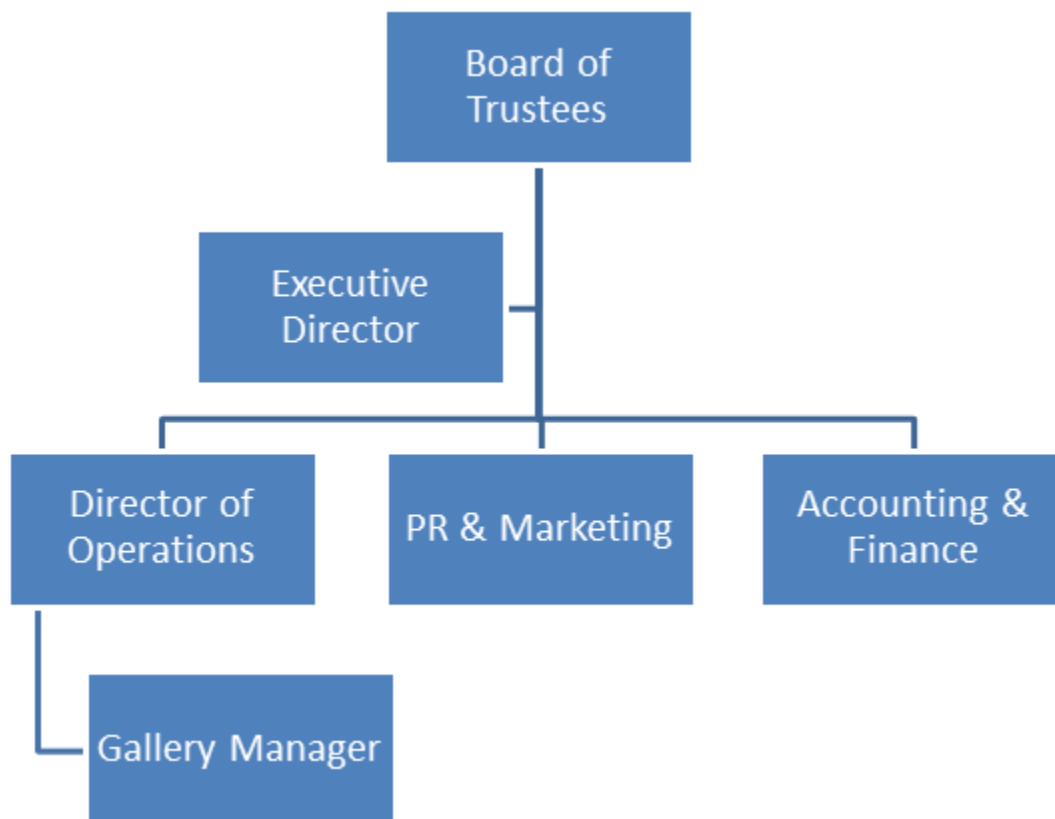 Board of
Trustees
Executive
Director
Director of
Operations
PR & Marketing
Accounting &
Finance
Gallery Manager